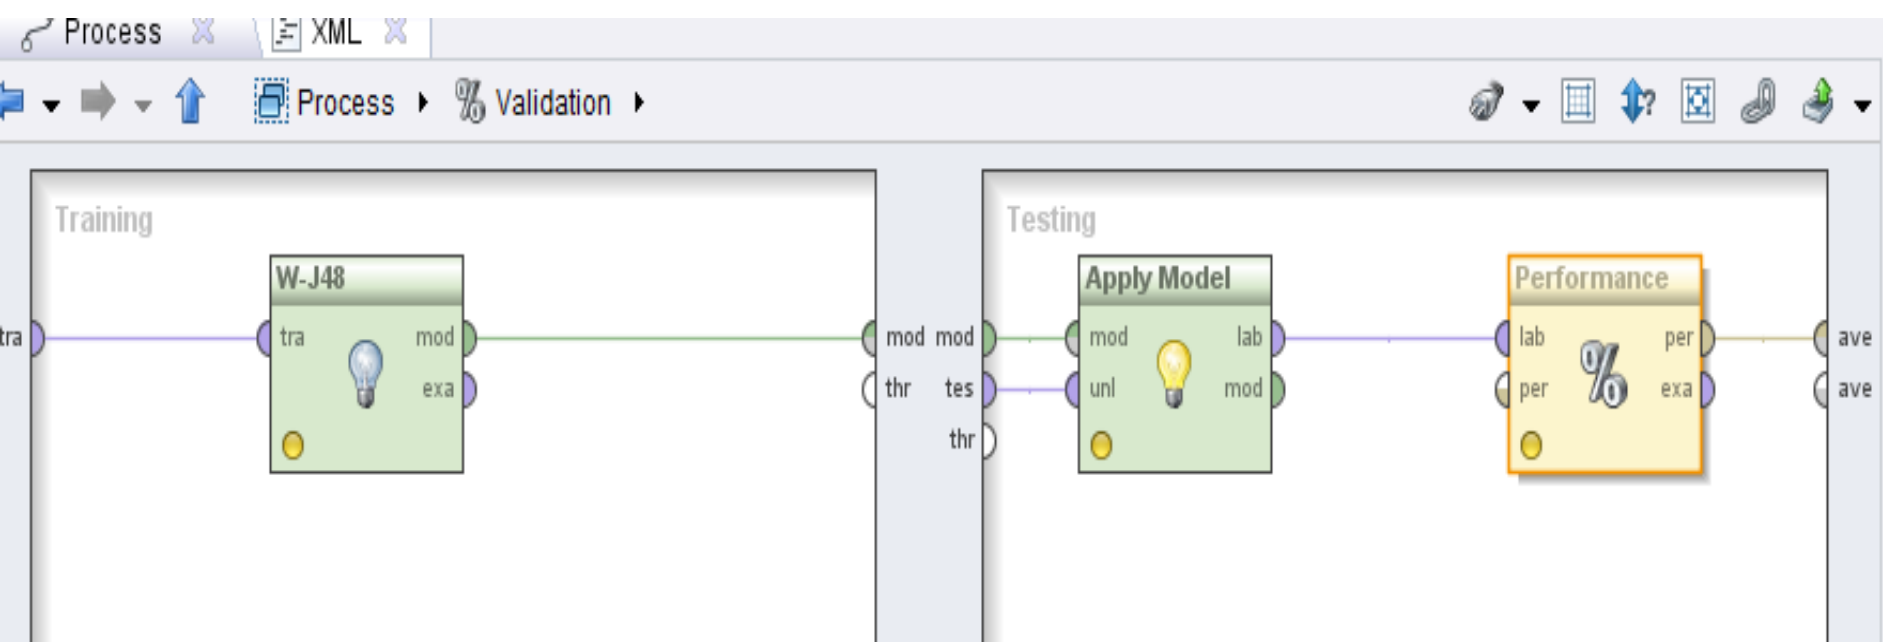 Process XML
Process Validation
Training
Testing
W-J48
Apply Model
Performance
tra tra mod mod mod mod lab lab per ave
exa thr tes unl mod per exa ave
thr